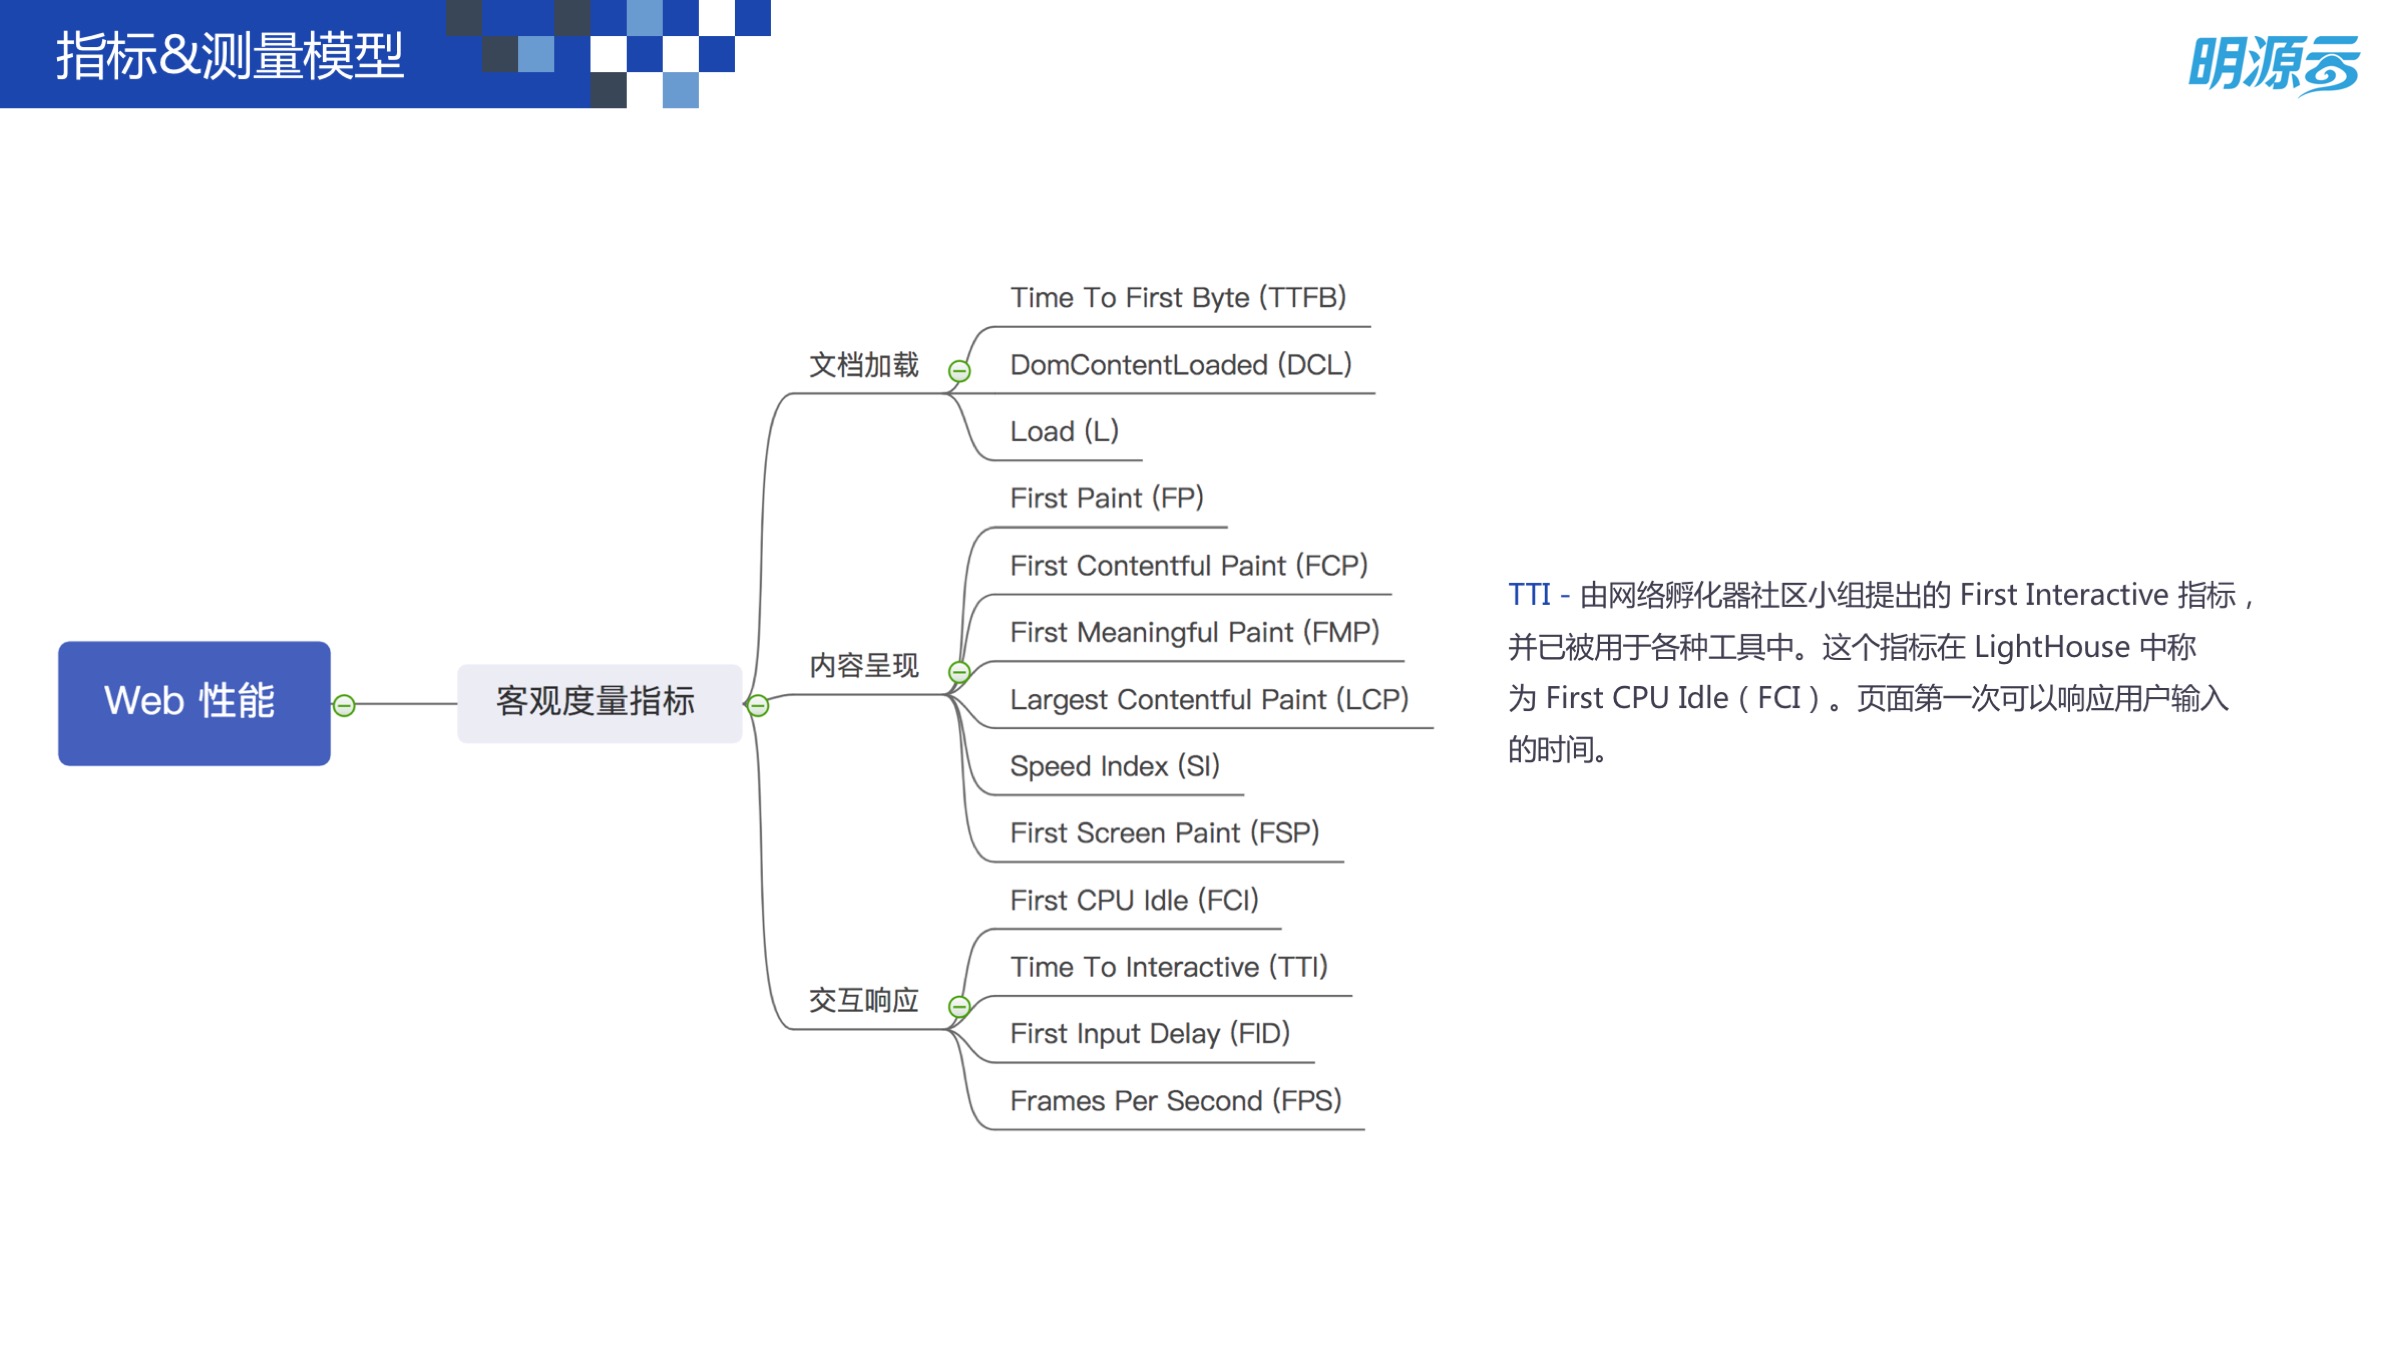 指标&测量模型
明源云
Web 性能
客观度量指标
文档加载
Time To First Byte (TTFB)
DomContentLoaded (DCL)
Load (L)
内容呈现
First Paint (FP)
First Contentful Paint (FCP)
First Meaningful Paint (FMP)
Largest Contentful Paint (LCP)
Speed Index (SI)
First Screen Paint (FSP)
交互响应
First CPU Idle (FCI)
Time To Interactive (TTI)
First Input Delay (FID)
Frames Per Second (FPS)
TTI - 由网络孵化器社区小组提出的 First Interactive 指标，
并已被用于各种工具中。这个指标在 LightHouse 中称
为 First CPU Idle（FCI）。页面第一次可以响应用户输入
的时间。